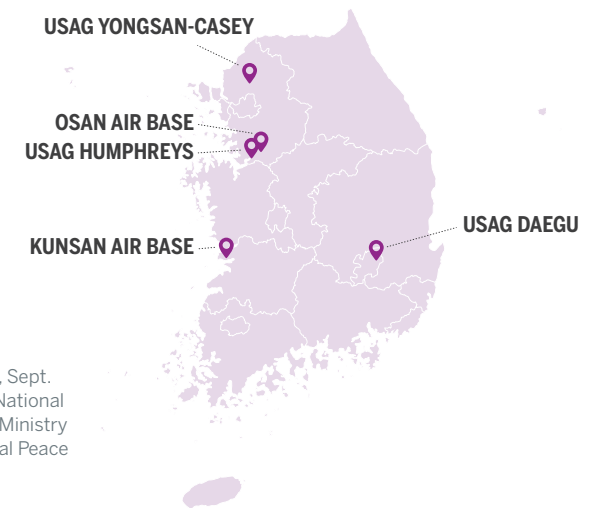 USAG YONGSAN-CASEY
OSAN AIR BASE
USAG HUMPHREYS
USAG DAEGU
KUNSAN AIR BASE
, Sept.
National
Ministry
al Peace